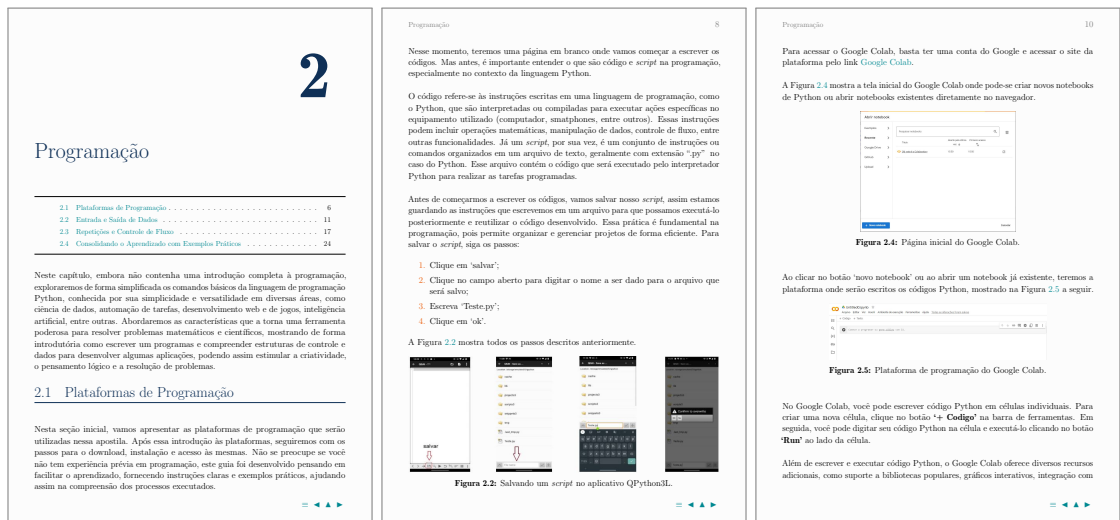 2
Programação
2.1 Plataformas de Programação . . . . . . . . . . . . . . . . . . . . . . . . . . . . 6
2.2 Entrada e Saída de Dados . . . . . . . . . . . . . . . . . . . . . . . . . . . . . 11
2.3 Repetições e Controle de Fluxo . . . . . . . . . . . . . . . . . . . . . . . . . . 17
2.4 Consolidando o Aprendizado com Exemplos Práticos . . . . . . . . . . . . . 24
Neste capítulo, embora não contenha uma introdução completa à programação,
exploraremos de forma simplificada os comandos básicos da linguagem de programação
Python, conhecida por sua simplicidade e versatilidade em diversas áreas, como
ciência de dados, automação de tarefas, desenvolvimento web e de jogos, inteligência
artificial, entre outras. Abordaremos as características que a torna uma ferramenta
poderosa para resolver problemas matemáticos e científicos, mostrando de forma
introdutória como escrever um programas e compreender estruturas de controle e
dados para desenvolver algumas aplicações, podendo assim estimular a criatividade,
o pensamento lógico e a resolução de problemas.
2.1 Plataformas de Programação
Nesta seção inicial, vamos apresentar as plataformas de programação que serão
utilizadas nessa apostila. Após essa introdução às plataformas, seguiremos com os
passos para o download, instalação e acesso às mesmas. Não se preocupe se você
não tem experiência prévia em programação, este guia foi desenvolvido pensando em
facilitar o aprendizado, fornecendo instruções claras e exemplos práticos, ajudando
assim na compreensão dos processos executados.
Programação 8
Nesse momento, teremos uma página em branco onde vamos começar a escrever os
códigos. Mas antes, é importante entender o que são código e script na programação,
especialmente no contexto da linguagem Python.
O código refere-se às instruções escritas em uma linguagem de programação, como
o Python, que são interpretadas ou compiladas para executar ações específicas no
equipamento utilizado (computador, smatphones, entre outros). Essas instruções
podem incluir operações matemáticas, manipulação de dados, controle de fluxo, entre
outras funcionalidades. Já um script, por sua vez, é um conjunto de instruções ou
comandos organizados em um arquivo de texto, geralmente com extensão “.py” no
caso do Python. Esse arquivo contém o código que será executado pelo interpretador
Python para realizar as tarefas programadas.
Antes de começarmos a escrever os códigos, vamos salvar nosso script, assim estamos
guardando as instruções que escrevemos em um arquivo para que possamos executá-lo
posteriormente e reutilizar o código desenvolvido. Essa prática é fundamental na
programação, pois permite organizar e gerenciar projetos de forma eficiente. Para
salvar o script, siga os passos:
1. Clique em ‘salvar’;
2. Clique no campo aberto para digitar o nome a ser dado para o arquivo que
será salvo;
3. Escreva ‘Teste.py’;
4. Clique em ‘ok’.
A Figura 2.2 mostra todos os passos descritos anteriormente.
salvar
Figura 2.2: Salvando um script no aplicativo QPython3L.
Programação 10
Para acessar o Google Colab, basta ter uma conta do Google e acessar o site da
plataforma pelo link Google Colab.
A Figura 2.4 mostra a tela inicial do Google Colab onde pode-se criar novos notebooks
de Python ou abrir notebooks existentes diretamente no navegador.
Abrir notebook
Figura 2.4: Página inicial do Google Colab.
Ao clicar no botão ‘novo notebook’ ou ao abrir um notebook já existente, teremos a
plataforma onde serão escritos os códigos Python, mostrado na Figura 2.5 a seguir.
Figura 2.5: Plataforma de programação do Google Colab.
No Google Colab, você pode escrever código Python em células individuais. Para
criar uma nova célula, clique no botão ‘+ Codigo’ na barra de ferramentas. Em
seguida, você pode digitar seu código Python na célula e executá-lo clicando no botão
‘Run’ ao lado da célula.
Além de escrever e executar código Python, o Google Colab oferece diversos recursos
adicionais, como suporte a bibliotecas populares, gráficos interativos, integração com